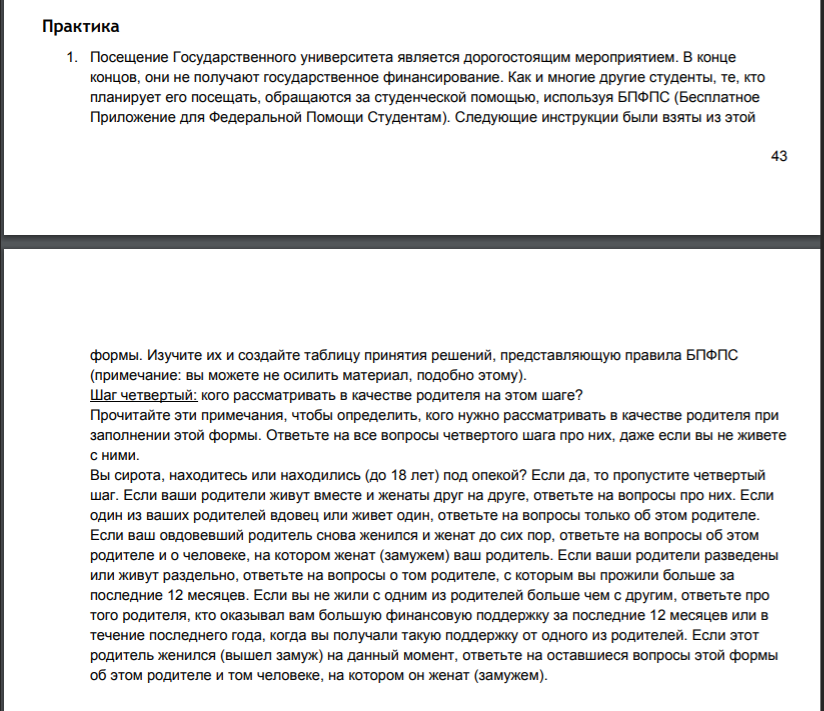 Практика
1. Посещение Государственного университета является дорогостоящим мероприятием. В конце
концов, они не получают государственное финансирование. Как и многие другие студенты, те, кто
планирует его посещать, обращаются за студенческой помощью, используя БПФПС (Бесплатное
Приложение для Федеральной Помощи Студентам). Следующие инструкции были взяты из этой
43
формы. Изучите их и создайте таблицу принятия решений, представляющую правила БПФПС
(примечание: вы можете не осилить материал, подобно этому).
Шаг четвертый: кого рассматривать в качестве родителя на этом шаге?
Прочитайте эти примечания, чтобы определить, кого нужно рассматривать в качестве родителя при
заполнении этой формы. Ответьте на все вопросы четвертого шага про них, даже если вы не живете
с ними.
Вы сирота, находитесь или находились (до 18 лет) под опекой? Если да, то пропустите четвертый
шаг. Если ваши родители живут вместе и женаты друг на друге, ответьте на вопросы про них. Если
один из ваших родителей вдовец или живет один, ответьте на вопросы только об этом родителе.
Если ваш овдовевший родитель снова женился и женат до сих пор, ответьте на вопросы об этом
родителе и о человеке, на котором женат (замужем) ваш родитель. Если ваши родители разведены
или живут раздельно, ответьте на вопросы о том родителе, с которым вы прожили больше за
последние 12 месяцев. Если вы не жили с одним из родителей больше чем с другим, ответьте про
того родителя, кто оказывал вам большую финансовую поддержку за последние 12 месяцев или в
течение последнего года, когда вы получали такую поддержку от одного из родителей. Если этот
родитель женился (вышел замуж) на данный момент, ответьте на оставшиеся вопросы этой формы
об этом родителе и том человеке, на котором он женат (замужем).